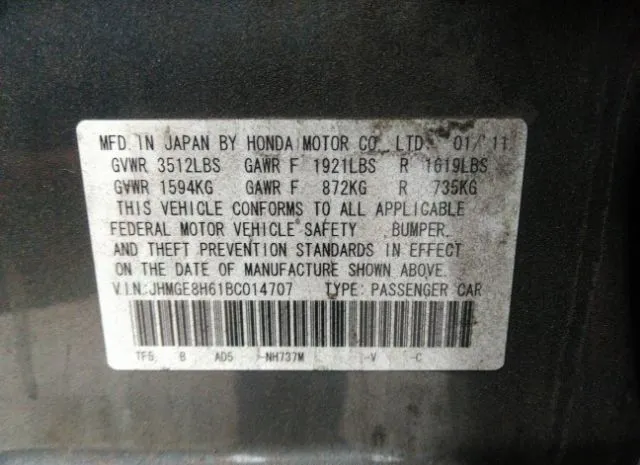 MFD. IN JAPAN BY HONDA MOTOR CO., LTD. 01/'11
GVWR 3512LBS GAWR F 1921LBS R 1619LBS
GVWR 1594KG GAWR F 872KG R 735KG
THIS VEHICLE CONFORMS TO ALL APPLICABLE
FEDERAL MOTOR VEHICLE SAFETY, BUMPER,
AND THEFT PREVENTION STANDARDS IN EFFECT
ON THE DATE OF MANUFACTURE SHOWN ABOVE.
V.I.N.:JHMGE8H61BC014707 TYPE: PASSENGER CAR
TF5 B AD5 -NH737M -V -C